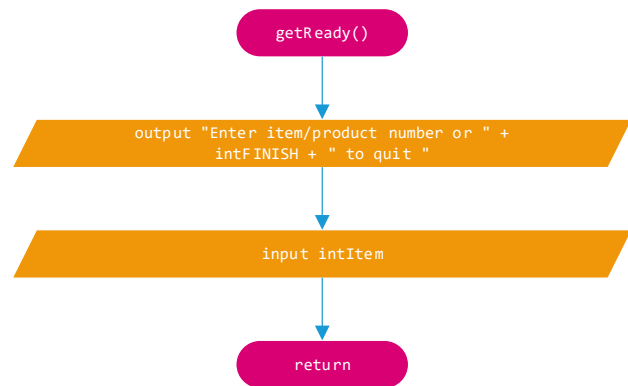 getReady()
output "Enter item/product number or " +
intFINISH + " to quit "
input intItem
return